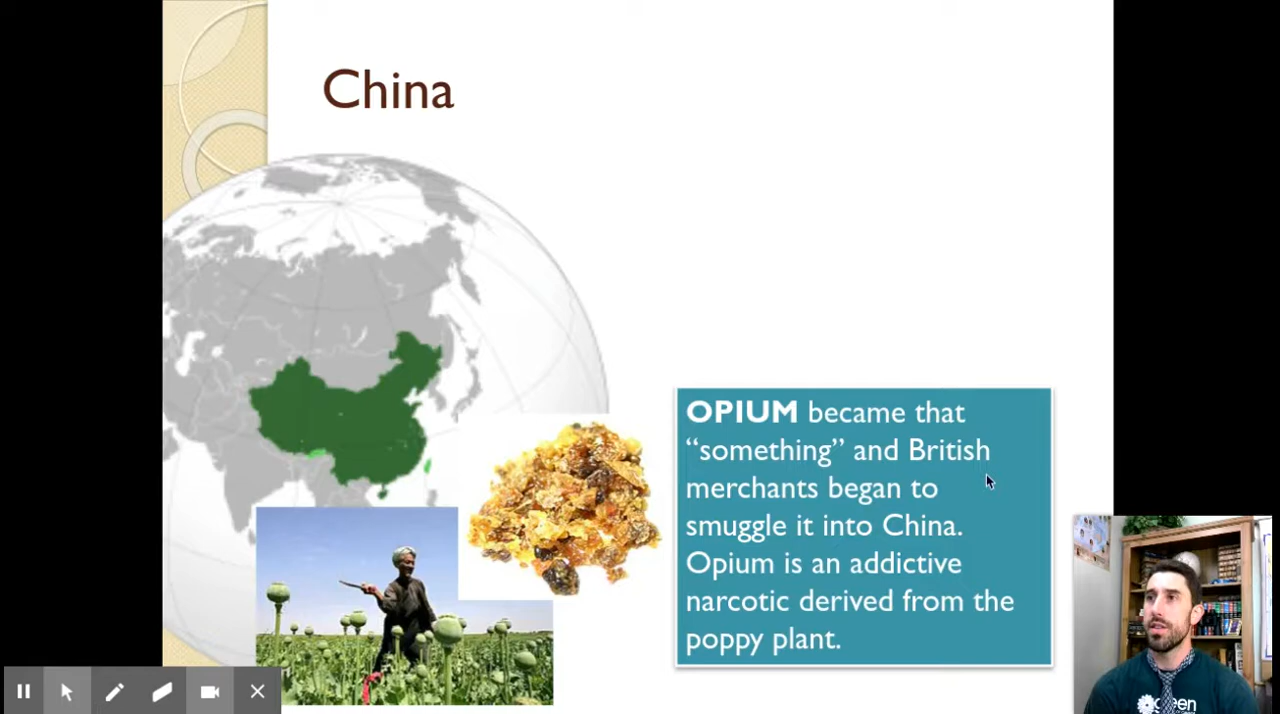 China
OPIUM became that
“something” and British
merchants began to
smuggle it into China.
Opium is an addictive
narcotic derived from the
poppy plant.